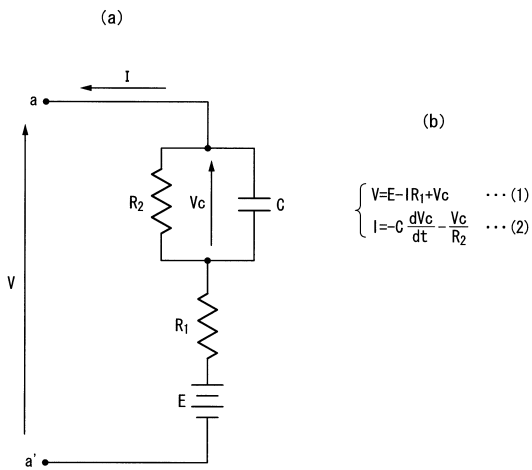 (a)
I
a
R2
Vc
C
V
R1
E
a'
(b)
V=E-IR1+Vc ···(1)
I=-C dVc/dt - Vc/R2 ···(2)